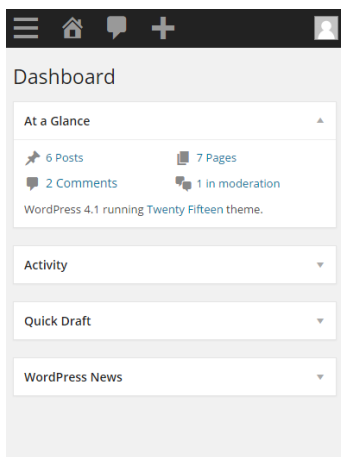 Dashboard
At a Glance
6 Posts
7 Pages
2 Comments
1 in moderation
WordPress 4.1 running Twenty Fifteen theme.
Activity
Quick Draft
WordPress News